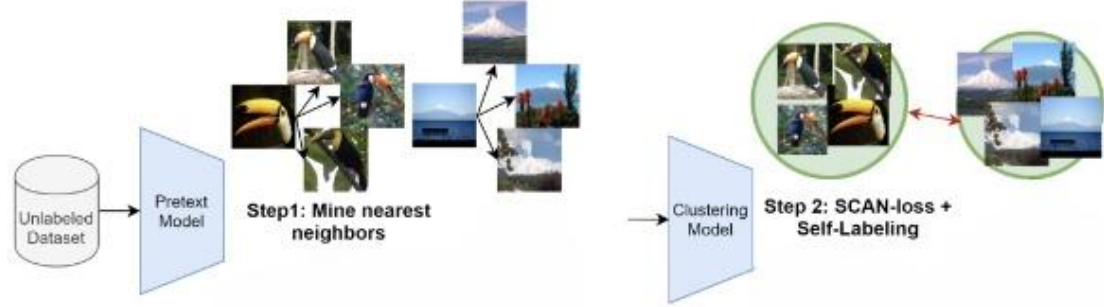 Unlabeled
Dataset
Pretext
Model
Step1: Mine nearest
neighbors
Clustering
Model
Step 2: SCAN-loss +
Self-Labeling